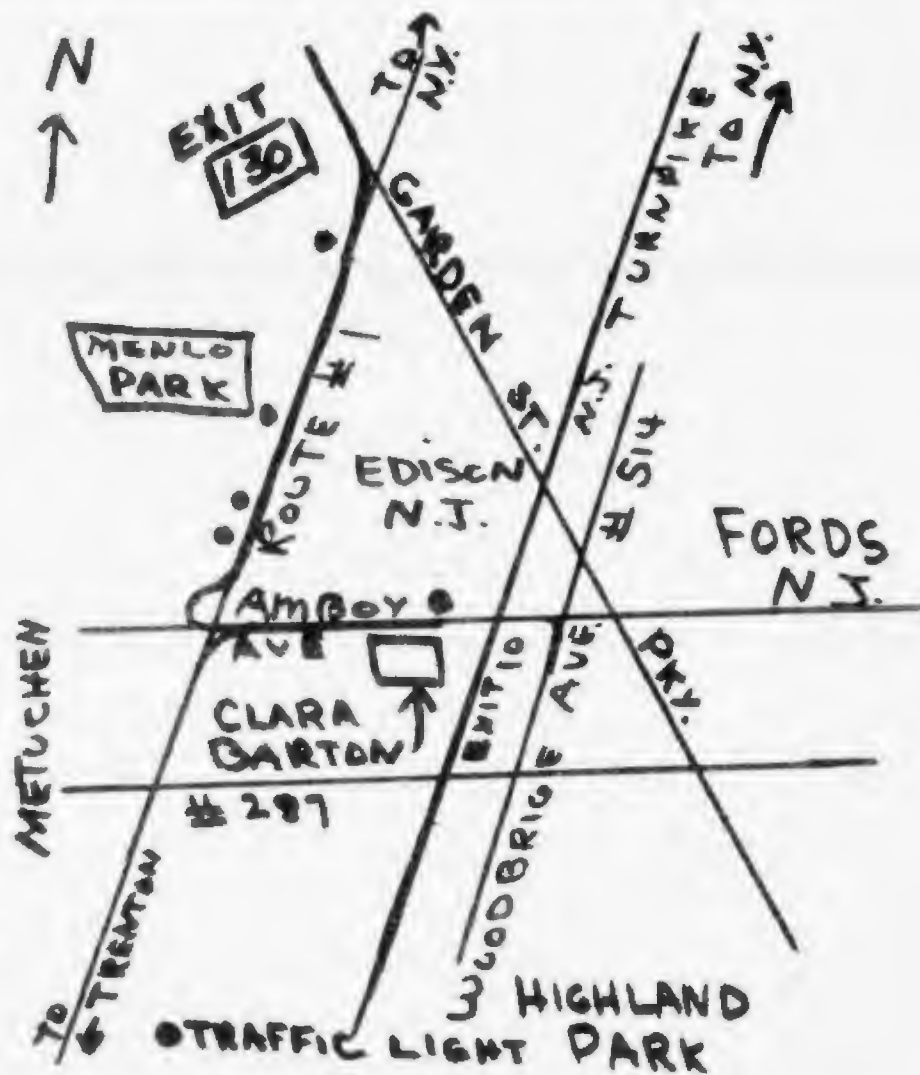 N
EXIT
130
TO
N.Y.
GARDEN ST. PKY.
N.J. TURNPIKE
TO N.Y.
MENLO
PARK
ROUTE #1
EDISON
N.J.
#514
FORDS
N J.
AMBOY
AVE
METUCHEN
CLARA
BARTON
EXIT 10
WOODBRIGE AVE.
#287
TO TRENTON
HIGHLAND
PARK
TRAFFIC LIGHT